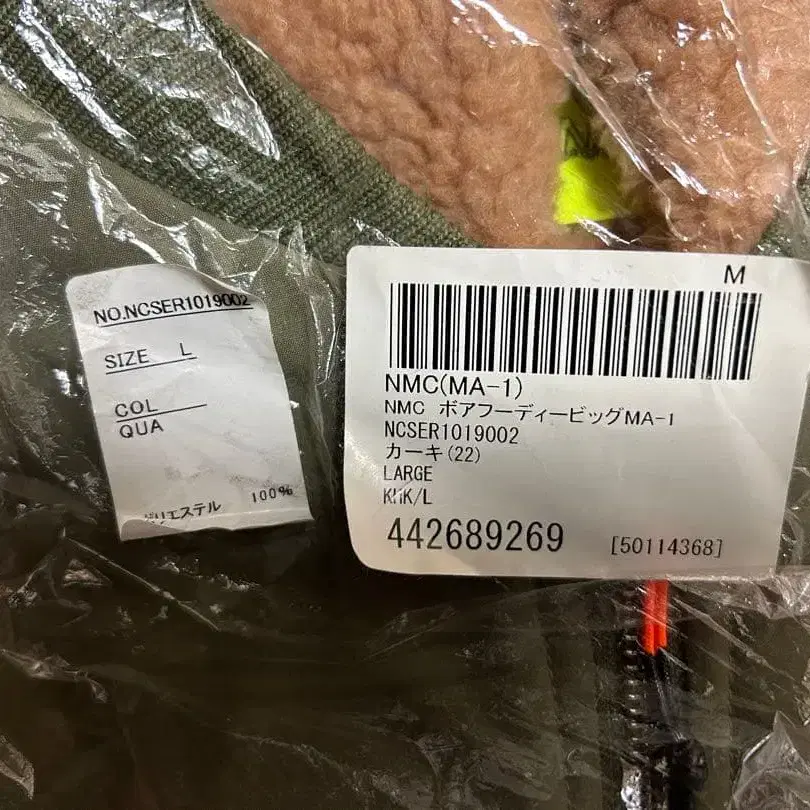 NO.NCSER1019002
SIZE L
COL
QUA
ポリエステル 100%
M
NMC(MA-1)
NMC ボアフーディービッグMA-1
NCSER1019002
カーキ(22)
LARGE
KHK/L
442689269 [50114368]